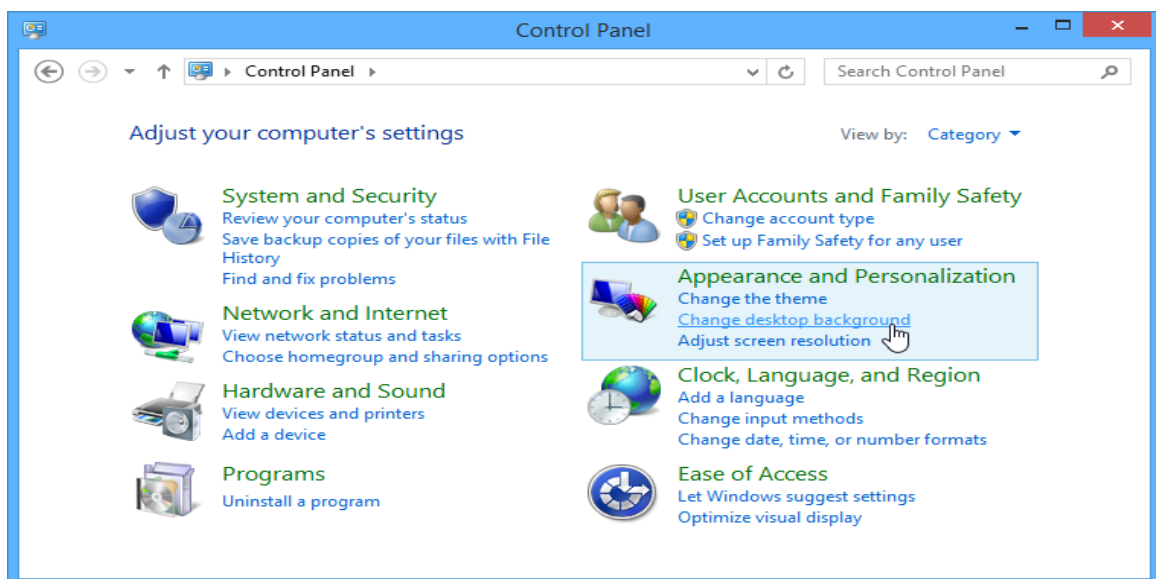 Control Panel
Control Panel
Search Control Panel
Adjust your computer's settings
View by: Category
System and Security
Review your computer's status
Save backup copies of your files with File
History
Find and fix problems
Network and Internet
View network status and tasks
Choose homegroup and sharing options
Hardware and Sound
View devices and printers
Add a device
Programs
Uninstall a program
User Accounts and Family Safety
Change account type
Set up Family Safety for any user
Appearance and Personalization
Change the theme
Change desktop background
Adjust screen resolution
Clock, Language, and Region
Add a language
Change input methods
Change date, time, or number formats
Ease of Access
Let Windows suggest settings
Optimize visual display